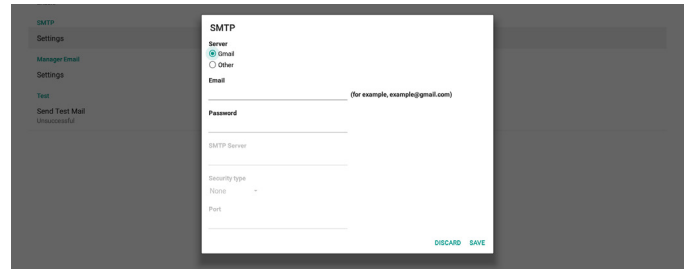 SMTP
Settings
Manager Email
Settings
Test
Send Test Mail
Unsuccessful
SMTP
Server
Gmail
Other
Email
(for example, example@gmail.com)
Password
SMTP Server
Security type
None
Port
DISCARD SAVE